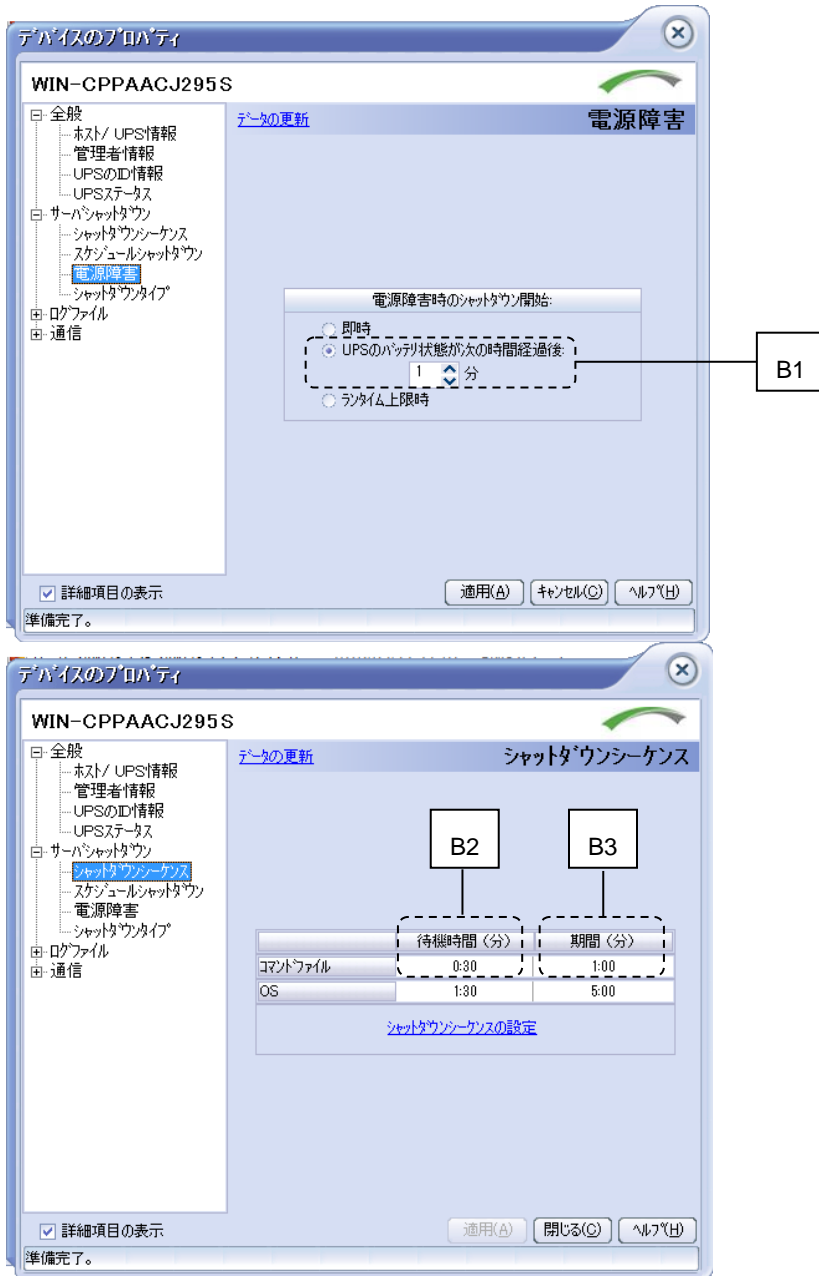 デバイスのプロパティ
WIN-CPPAACJ295S
全般
ホスト/ UPS情報
管理者情報
UPSのID情報
UPSステータス
サーバシャットダウン
シャットダウンシーケンス
スケジュールシャットダウン
電源障害
シャットダウンタイプ
ログファイル
通信
データの更新
電源障害
電源障害時のシャットダウン開始:
即時
UPSのバッテリ状態が次の時間経過後:
1 分
ランタイム上限時
B1
詳細項目の表示
適用(A) キャンセル(C) ヘルプ(H)
準備完了。
デバイスのプロパティ
WIN-CPPAACJ295S
全般
ホスト/ UPS情報
管理者情報
UPSのID情報
UPSステータス
サーバシャットダウン
シャットダウンシーケンス
スケジュールシャットダウン
電源障害
シャットダウンタイプ
ログファイル
通信
データの更新
シャットダウンシーケンス
B2 B3
待機時間（分） 期間（分）
コマンドファイル 0:30 1:00
OS 1:30 5:00
シャットダウンシーケンスの設定
詳細項目の表示
適用(A) 閉じる(C) ヘルプ(H)
準備完了。